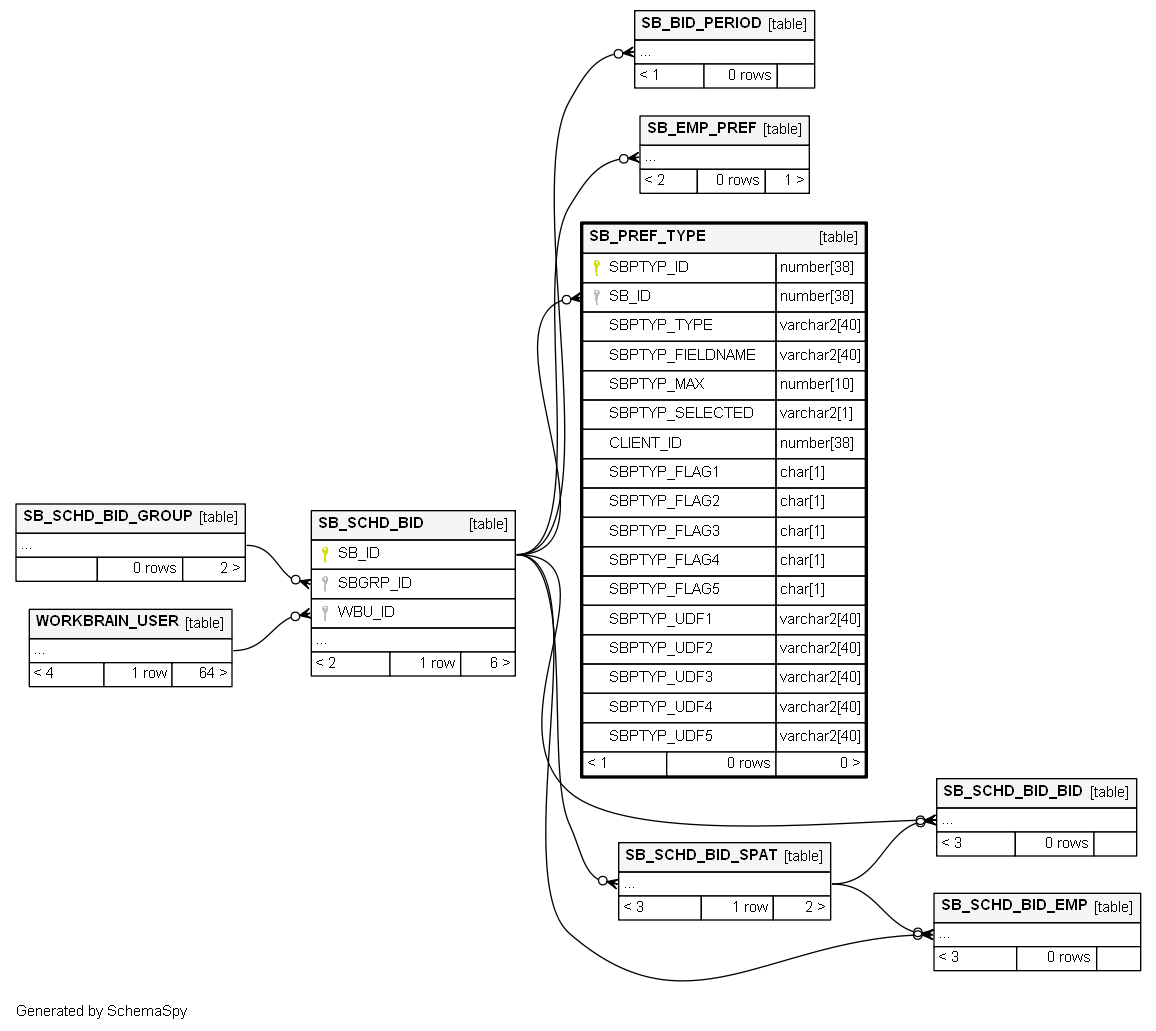 SB_BID_PERIOD [table]
...
< 1 0 rows
SB_EMP_PREF [table]
...
< 2 0 rows 1 >
SB_PREF_TYPE [table]
SBPTYP_ID number[38]
SB_ID number[38]
SBPTYP_TYPE varchar2[40]
SBPTYP_FIELDNAME varchar2[40]
SBPTYP_MAX number[10]
SBPTYP_SELECTED varchar2[1]
CLIENT_ID number[38]
SBPTYP_FLAG1 char[1]
SBPTYP_FLAG2 char[1]
SBPTYP_FLAG3 char[1]
SBPTYP_FLAG4 char[1]
SBPTYP_FLAG5 char[1]
SBPTYP_UDF1 varchar2[40]
SBPTYP_UDF2 varchar2[40]
SBPTYP_UDF3 varchar2[40]
SBPTYP_UDF4 varchar2[40]
SBPTYP_UDF5 varchar2[40]
< 1 0 rows 0 >
SB_SCHD_BID_GROUP [table]
...
0 rows 2 >
WORKBRAIN_USER [table]
...
< 4 1 row 64 >
SB_SCHD_BID [table]
SB_ID
SBGRP_ID
WBU_ID
...
< 2 1 row 6 >
SB_SCHD_BID_BID [table]
...
< 3 0 rows
SB_SCHD_BID_SPAT [table]
...
< 3 1 row 2 >
SB_SCHD_BID_EMP [table]
...
< 3 0 rows
Generated by SchemaSpy